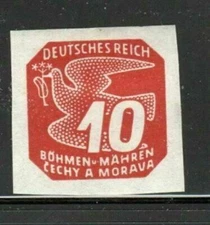 DEUTSCHES REICH
10
BÖHMEN u. MÄHREN
ČECHY A MORAVA